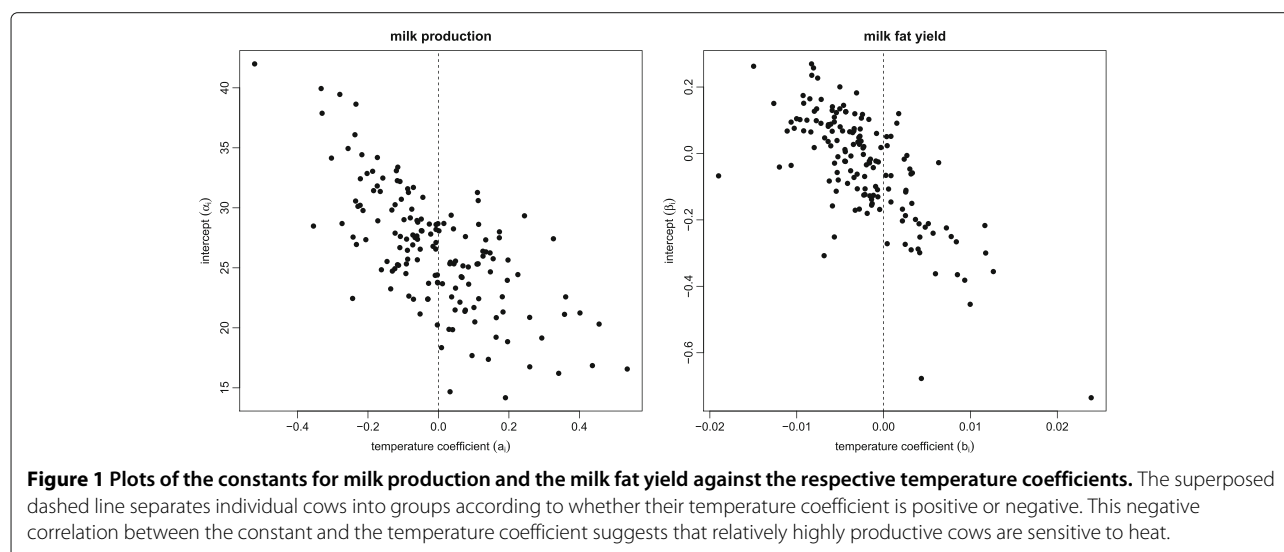 milk production
40
35
30
25
20
15
intercept (αi)
−0.4 −0.2 0.0 0.2 0.4
temperature coefficient (ai)
milk fat yield
0.2
0.0
−0.2
−0.4
−0.6
intercept (βi)
−0.02 −0.01 0.00 0.01 0.02
temperature coefficient (bi)
Figure 1 Plots of the constants for milk production and the milk fat yield against the respective temperature coefficients. The superposed
dashed line separates individual cows into groups according to whether their temperature coefficient is positive or negative. This negative
correlation between the constant and the temperature coefficient suggests that relatively highly productive cows are sensitive to heat.